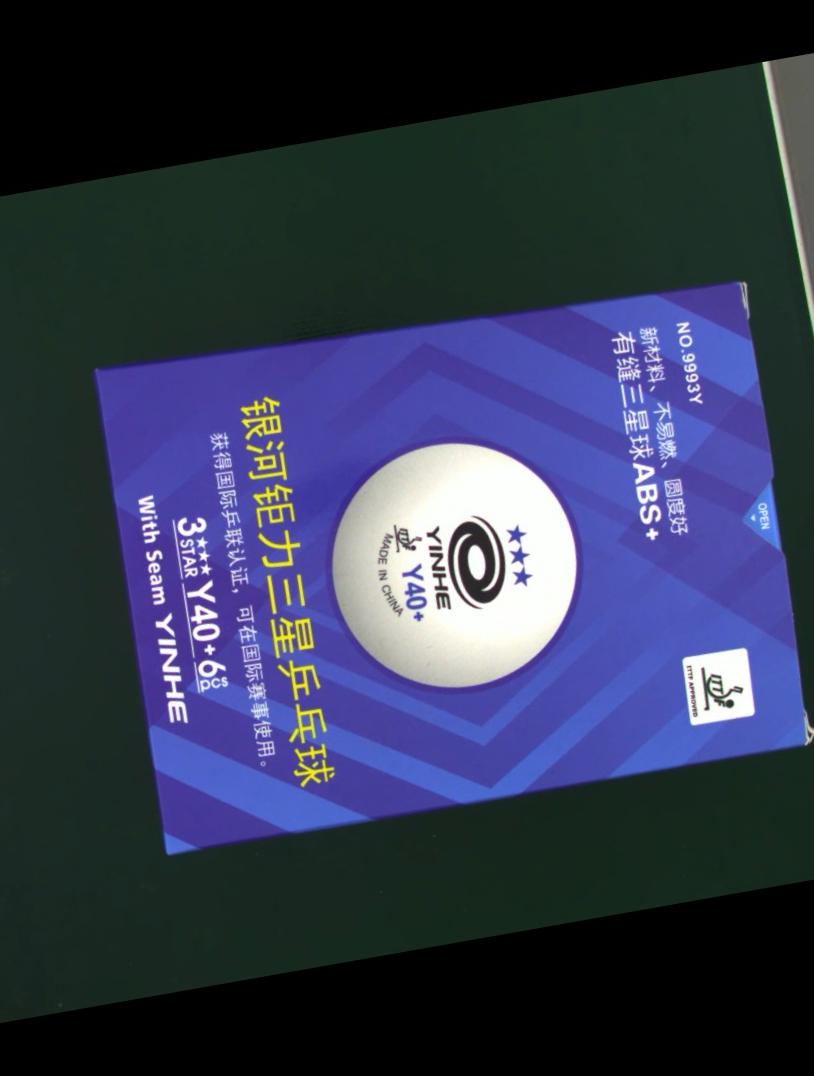 NO.9993Y
新材料、不易燃、圆度好
有缝三星球ABS+
OPEN
ITTF APPROVED
ITTF
★★★
YINHE
Y40+
MADE IN CHINA
银河钜力三星乒乓球
获得国际乒联认证，可在国际赛事使用。
3★★★ STAR Y40+ 6PCS
With Seam YINHE